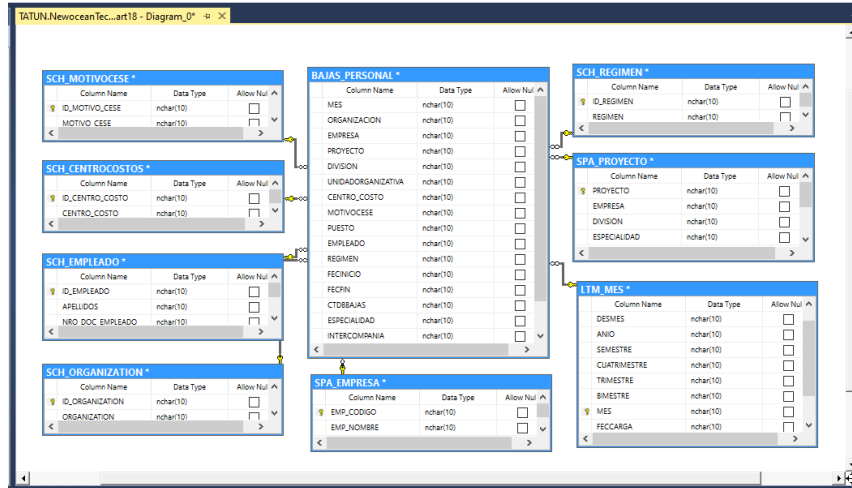 TATUN.NewoceanTec...art18 - Diagram_0*
SCH_MOTIVOCESE *
Column Name Data Type Allow Nul
ID_MOTIVO_CESE nchar(10)
MOTIVO CESE nchar(10)
SCH_CENTROCOSTOS *
Column Name Data Type Allow Nul
ID_CENTRO_COSTO nchar(10)
CENTRO_COSTO nchar(10)
SCH_EMPLEADO *
Column Name Data Type Allow Nul
ID_EMPLEADO nchar(10)
APELLIDOS nchar(10)
NRO DOC EMPLEADO nchar(10)
SCH_ORGANIZATION *
Column Name Data Type Allow Nul
ID_ORGANIZATION nchar(10)
ORGANIZATION nchar(10)
BAJAS_PERSONAL *
Column Name Data Type Allow Nul
MES nchar(10)
ORGANIZACION nchar(10)
EMPRESA nchar(10)
PROYECTO nchar(10)
DIVISION nchar(10)
UNIDADORGANIZATIVA nchar(10)
CENTRO_COSTO nchar(10)
MOTIVOCESE nchar(10)
PUESTO nchar(10)
EMPLEADO nchar(10)
REGIMEN nchar(10)
FECINICIO nchar(10)
FECFIN nchar(10)
CTDBBAJAS nchar(10)
ESPECIALIDAD nchar(10)
INTERCOMPANIA nchar(10)
SPA_EMPRESA *
Column Name Data Type Allow Nul
EMP_CODIGO nchar(10)
EMP_NOMBRE nchar(10)
SCH_REGIMEN *
Column Name Data Type Allow Nul
ID_REGIMEN nchar(10)
REGIMEN nchar(10)
SPA_PROYECTO *
Column Name Data Type Allow Nul
PROYECTO nchar(10)
EMPRESA nchar(10)
DIVISION nchar(10)
ESPECIALIDAD nchar(10)
LTM_MES *
Column Name Data Type Allow Nul
DESMES nchar(10)
ANIO nchar(10)
SEMESTRE nchar(10)
CUATRIMESTRE nchar(10)
TRIMESTRE nchar(10)
BIMESTRE nchar(10)
MES nchar(10)
FECCARGA nchar(10)